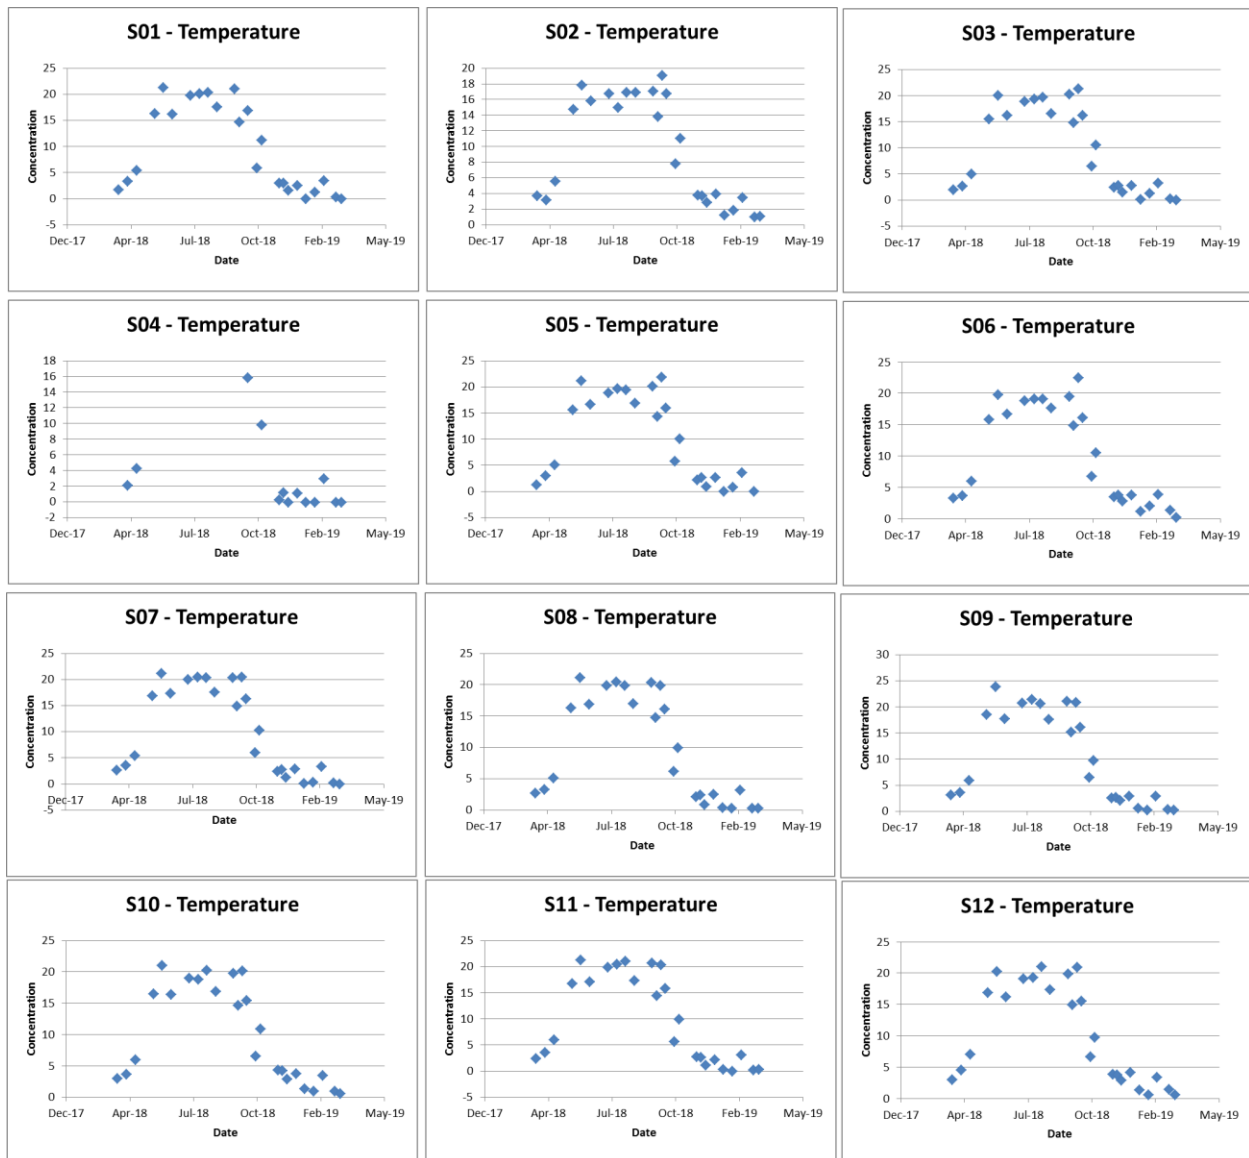 S01 - Temperature
25
20
15
10
5
0
-5
Dec-17 Apr-18 Jul-18 Oct-18 Feb-19 May-19
Concentration
Date
S02 - Temperature
20
18
16
14
12
10
8
6
4
2
0
Dec-17 Apr-18 Jul-18 Oct-18 Feb-19 May-19
Concentration
Date
S03 - Temperature
25
20
15
10
5
0
-5
Dec-17 Apr-18 Jul-18 Oct-18 Feb-19 May-19
Concentration
Date
S04 - Temperature
18
16
14
12
10
8
6
4
2
0
-2
Dec-17 Apr-18 Jul-18 Oct-18 Feb-19 May-19
Concentration
Date
S05 - Temperature
25
20
15
10
5
0
-5
Dec-17 Apr-18 Jul-18 Oct-18 Feb-19 May-19
Concentration
Date
S06 - Temperature
25
20
15
10
5
0
Dec-17 Apr-18 Jul-18 Oct-18 Feb-19 May-19
Concentration
Date
S07 - Temperature
25
20
15
10
5
0
-5
Dec-17 Apr-18 Jul-18 Oct-18 Feb-19 May-19
Concentration
Date
S08 - Temperature
25
20
15
10
5
0
Dec-17 Apr-18 Jul-18 Oct-18 Feb-19 May-19
Concentration
Date
S09 - Temperature
30
25
20
15
10
5
0
Dec-17 Apr-18 Jul-18 Oct-18 Feb-19 May-19
Concentration
Date
S10 - Temperature
25
20
15
10
5
0
Dec-17 Apr-18 Jul-18 Oct-18 Feb-19 May-19
Concentration
Date
S11 - Temperature
25
20
15
10
5
0
-5
Dec-17 Apr-18 Jul-18 Oct-18 Feb-19 May-19
Concentration
Date
S12 - Temperature
25
20
15
10
5
0
Dec-17 Apr-18 Jul-18 Oct-18 Feb-19 May-19
Concentration
Date